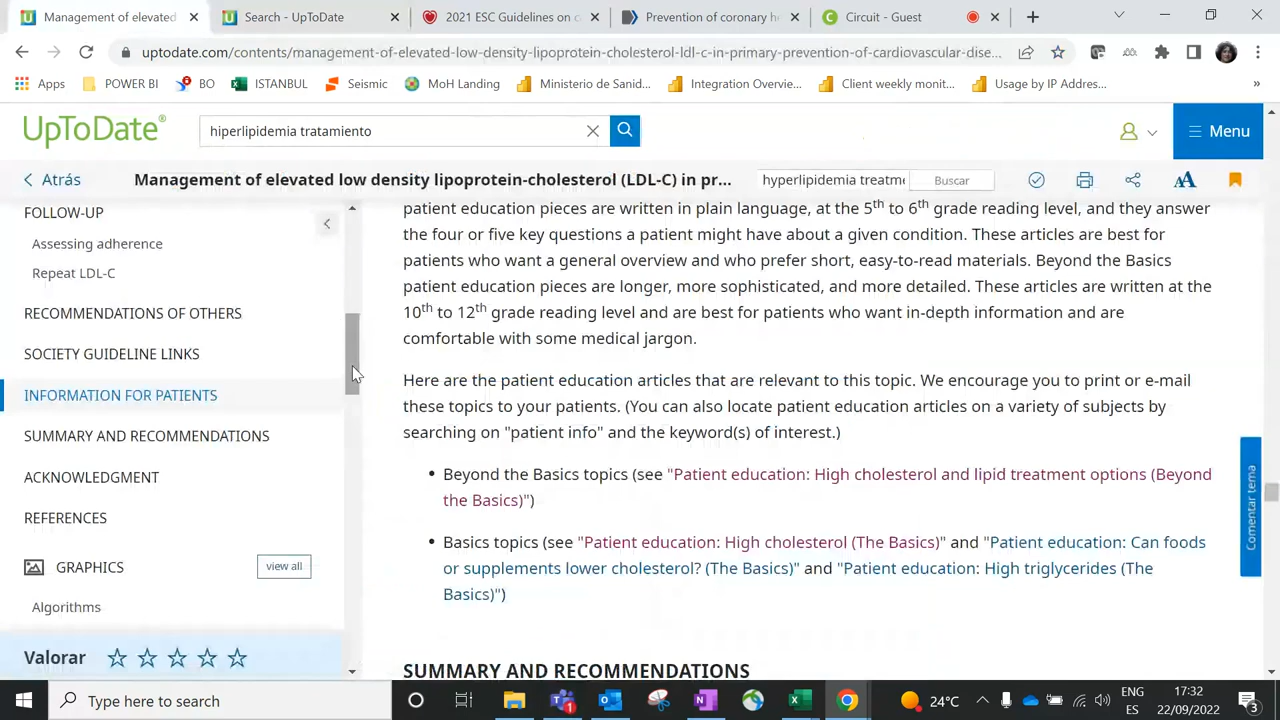 Management of elevated
Search - UpToDate
2021 ESC Guidelines on c
Prevention of coronary he
Circuit - Guest
uptodate.com/contents/management-of-elevated-low-density-lipoprotein-cholesterol-ldl-c-in-primary-prevention-of-cardiovascular-dise...
Apps
POWER BI
BO
ISTANBUL
Seismic
MoH Landing
Ministerio de Sanid...
Integration Overvie...
Client weekly monit...
Usage by IP Addres...
»
UpToDate®
hiperlipidemia tratamiento
Menu
Atrás
Management of elevated low density lipoprotein-cholesterol (LDL-C) in pr...
hyperlipidemia treatme
Buscar
AA
FOLLOW-UP
Assessing adherence
Repeat LDL-C
RECOMMENDATIONS OF OTHERS
SOCIETY GUIDELINE LINKS
INFORMATION FOR PATIENTS
SUMMARY AND RECOMMENDATIONS
ACKNOWLEDGMENT
REFERENCES
GRAPHICS
view all
Algorithms
Valorar
patient education pieces are written in plain language, at the 5th to 6th grade reading level, and they answer
the four or five key questions a patient might have about a given condition. These articles are best for
patients who want a general overview and who prefer short, easy-to-read materials. Beyond the Basics
patient education pieces are longer, more sophisticated, and more detailed. These articles are written at the
10th to 12th grade reading level and are best for patients who want in-depth information and are
comfortable with some medical jargon.
Here are the patient education articles that are relevant to this topic. We encourage you to print or e-mail
these topics to your patients. (You can also locate patient education articles on a variety of subjects by
searching on "patient info" and the keyword(s) of interest.)
• Beyond the Basics topics (see "Patient education: High cholesterol and lipid treatment options (Beyond
the Basics)")
• Basics topics (see "Patient education: High cholesterol (The Basics)" and "Patient education: Can foods
or supplements lower cholesterol? (The Basics)" and "Patient education: High triglycerides (The
Basics)")
SUMMARY AND RECOMMENDATIONS
Comentar tema
Type here to search
24°C
ENG
ES
17:32
22/09/2022
3